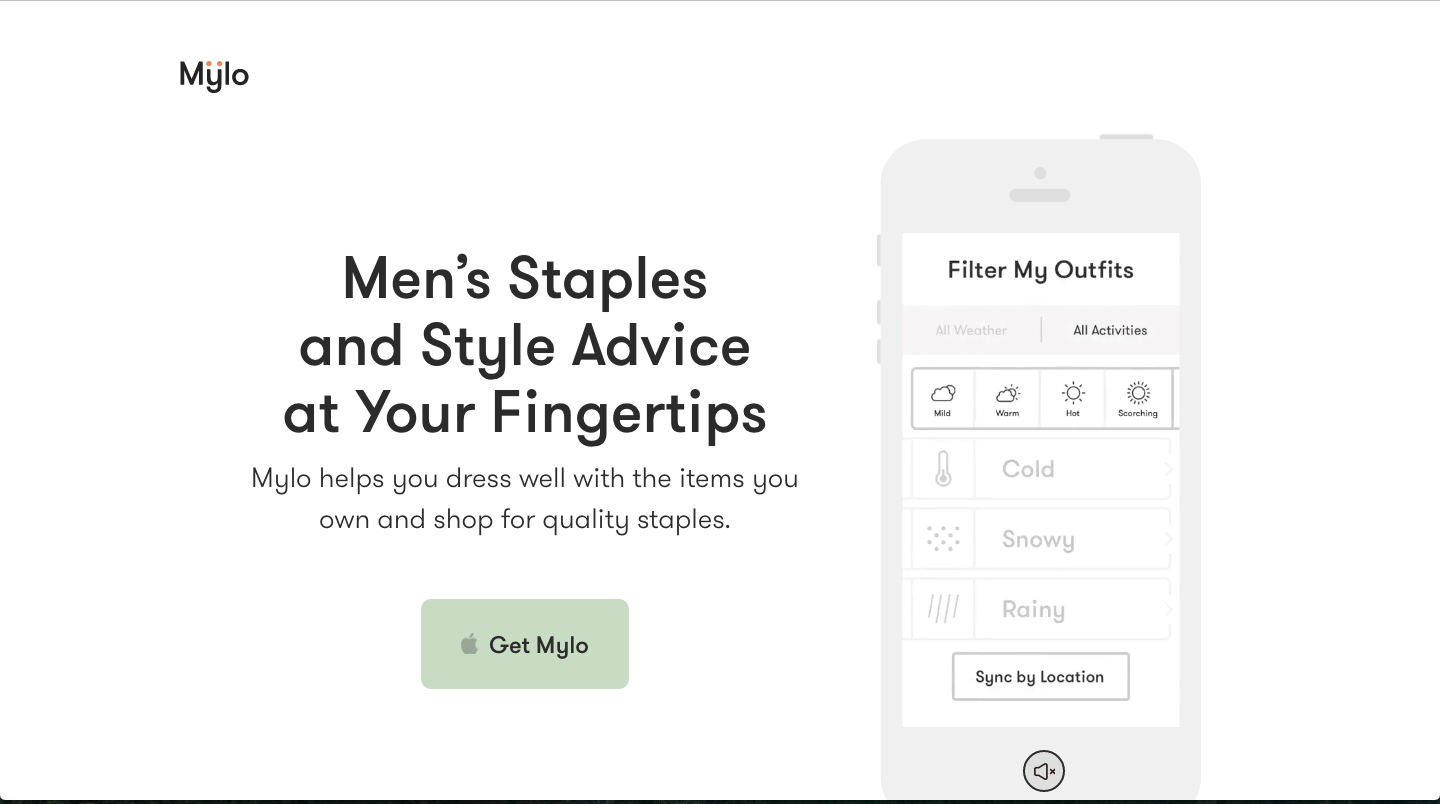 Mÿlo
Men’s Staples
and Style Advice
at Your Fingertips
Mylo helps you dress well with the items you
own and shop for quality staples.
Get Mylo
Filter My Outfits
All Weather
All Activities
Mild
Warm
Hot
Scorching
Cold
Snowy
Rainy
Sync by Location